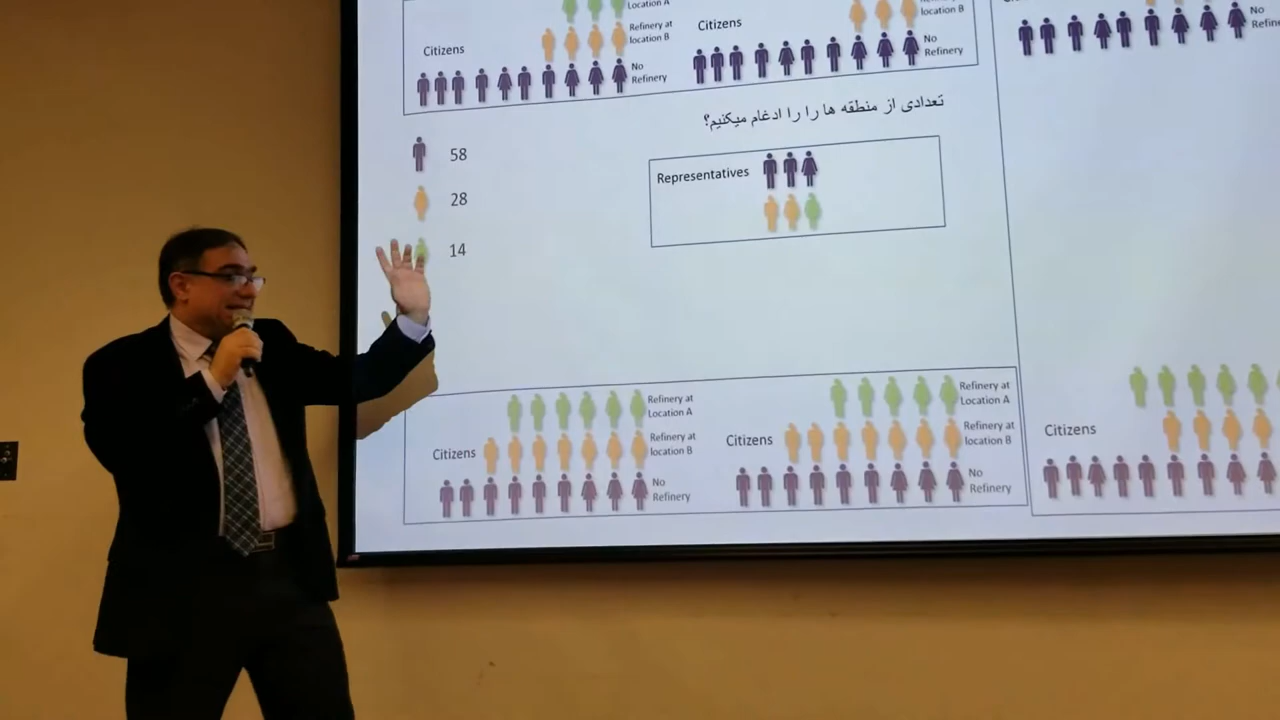 Location A
Refinery at
location B
Citizens
No
Refinery
Citizens
location B
No
Refinery
No
58
28
14
تعدادی از منطقه ها را را ادغام میکنیم؟
Representatives
Citizens
Refinery at
Location A
Refinery at
location B
No
Refinery
Citizens
Refinery at
Location A
Refinery at
location B
No
Refinery
Citizens